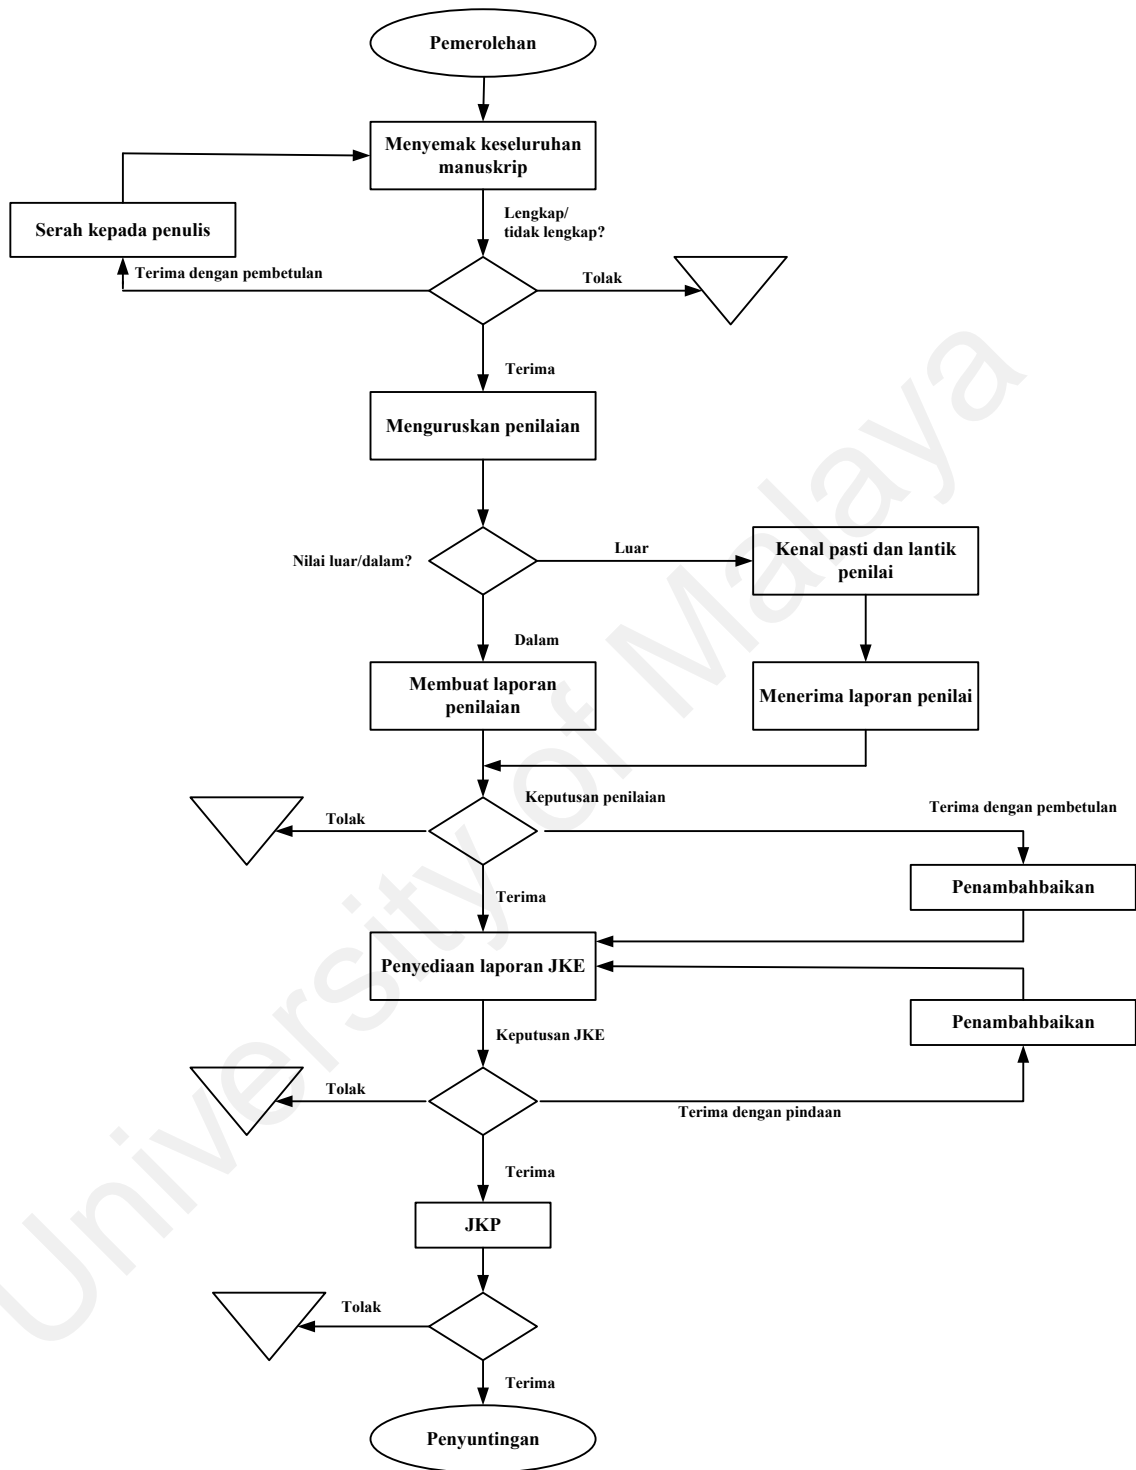 Pemerolehan
Menyemak keseluruhan
manuskrip
Serah kepada penulis
Lengkap/
tidak lengkap?
Terima dengan pembetulan
Tolak
Terima
Menguruskan penilaian
Nilai luar/dalam?
Luar
Kenal pasti dan lantik
penilai
Dalam
Membuat laporan
penilaian
Menerima laporan penilai
Keputusan penilaian
Terima dengan pembetulan
Tolak
Penambahbaikan
Terima
Penyediaan laporan JKE
Penambahbaikan
Keputusan JKE
Tolak
Terima dengan pindaan
Terima
JKP
Tolak
Terima
Penyuntingan
University of Malaya